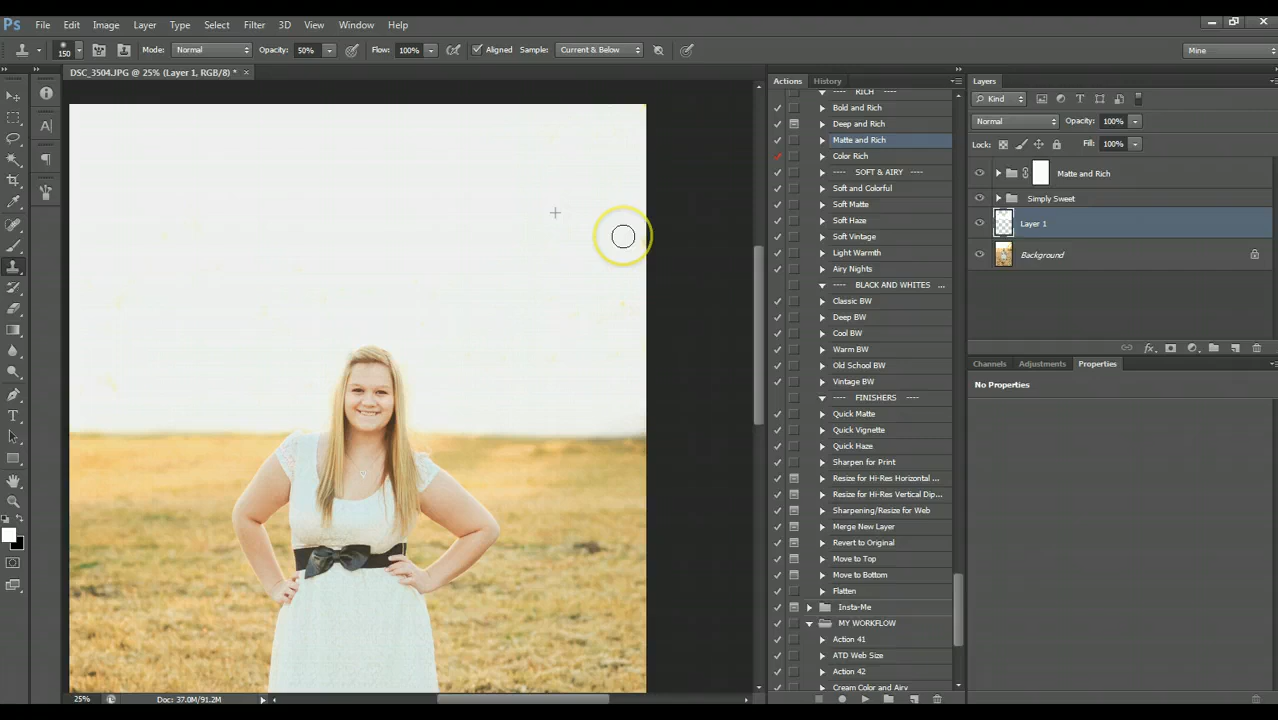 Ps File Edit Image Layer Type Select Filter 3D View Window Help
150 Mode: Normal Opacity: 50% Flow: 100% Aligned Sample: Current & Below Mine
DSC_3504.JPG @ 25% (Layer 1, RGB/8) * ×
Actions History
---- RICH ----
Bold and Rich
Deep and Rich
Matte and Rich
Color Rich
---- SOFT & AIRY ----
Soft and Colorful
Soft Matte
Soft Haze
Soft Vintage
Light Warmth
Airy Nights
---- BLACK AND WHITES ...
Classic BW
Deep BW
Cool BW
Warm BW
Old School BW
Vintage BW
---- FINISHERS ----
Quick Matte
Quick Vignette
Quick Haze
Sharpen for Print
Resize for Hi-Res Horizontal ...
Resize for Hi-Res Vertical Dip...
Sharpening/Resize for Web
Merge New Layer
Revert to Original
Move to Top
Move to Bottom
Flatten
Insta-Me
MY WORKFLOW
Action 41
ATD Web Size
Action 42
Cream Color and Airy
Layers
Kind
Normal Opacity: 100%
Lock: Fill: 100%
Matte and Rich
Simply Sweet
Layer 1
Background
fx
Channels Adjustments Properties
No Properties
25% Doc: 37.0M/91.2M